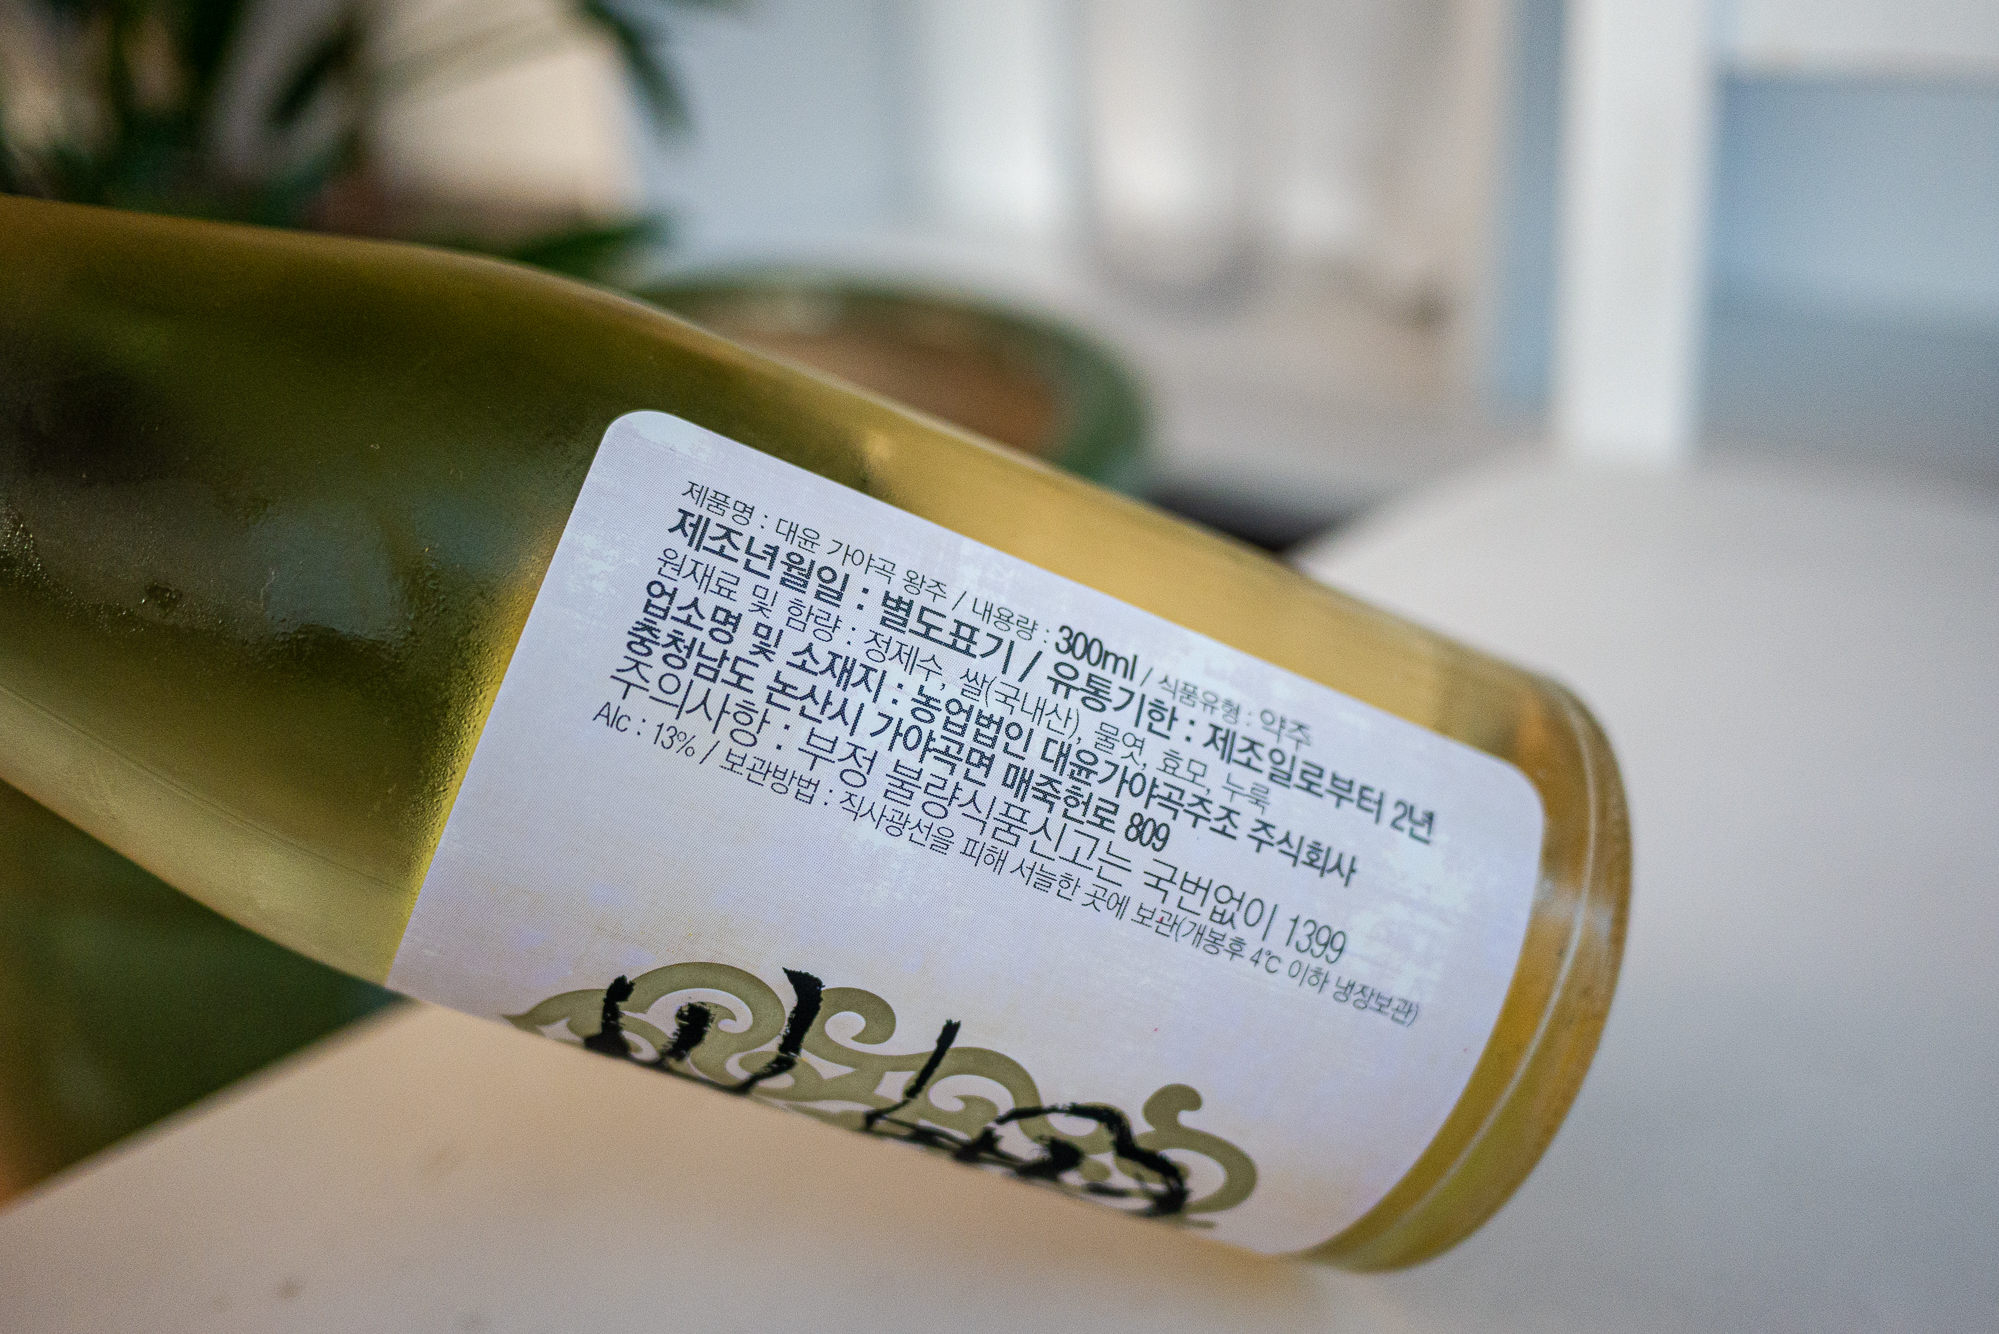 제품명 : 대윤 가야곡 왕주 / 내용량 : 300ml / 식품유형 : 약주
제조년월일 : 별도표기 / 유통기한 : 제조일로부터 2년
원재료 및 함량 : 정제수, 쌀(국내산), 물엿, 효모, 누룩
업소명 및 소재지 : 농업법인 대윤가야곡주조 주식회사
충청남도 논산시 가야곡면 매죽헌로 809
주의사항 : 부정 불량식품신고는 국번없이 1399
Alc : 13% / 보관방법 : 직사광선을 피해 서늘한 곳에 보관(개봉후 4℃ 이하 냉장보관)